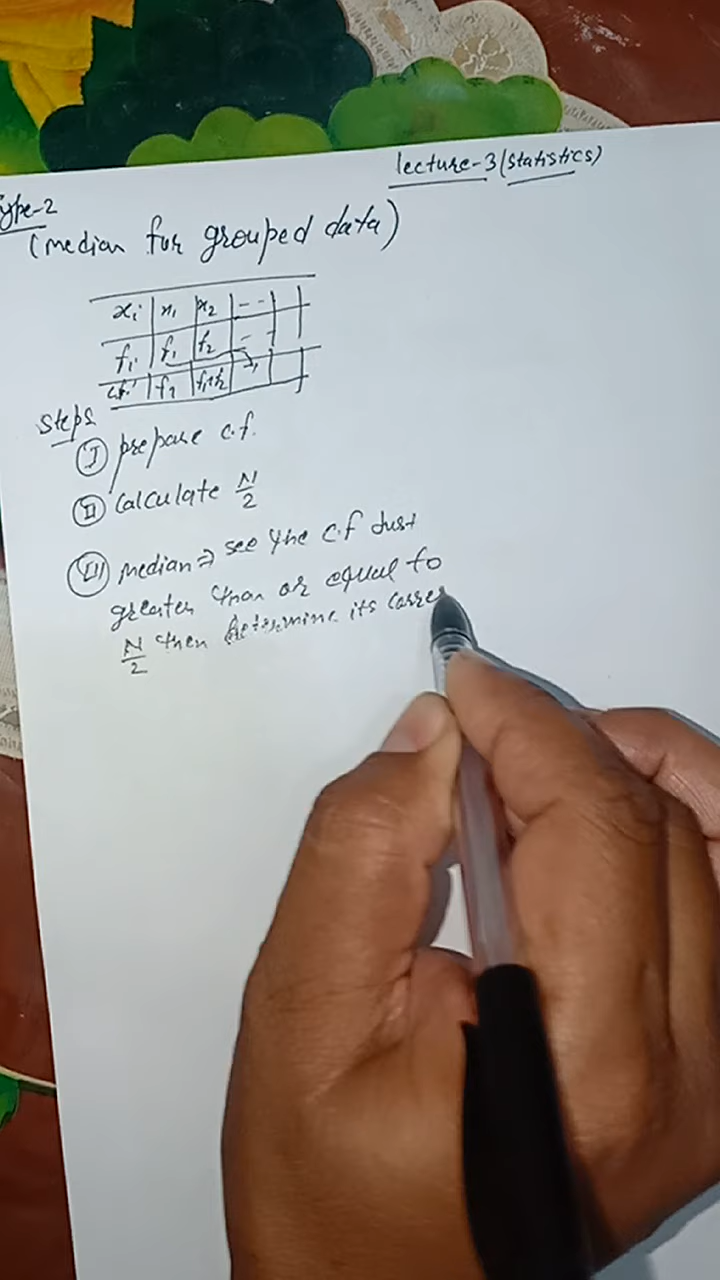 lecture-3 (statistics)
ype-2
(median for grouped data)
xi x1 x2 - -
fi f1 f2 - -
cf f1 f1+f2
steps
I prepare c.f.
II calculate N/2
III median ⇒ see the c.f Just
greater than or equal to
N/2 then determine its corre